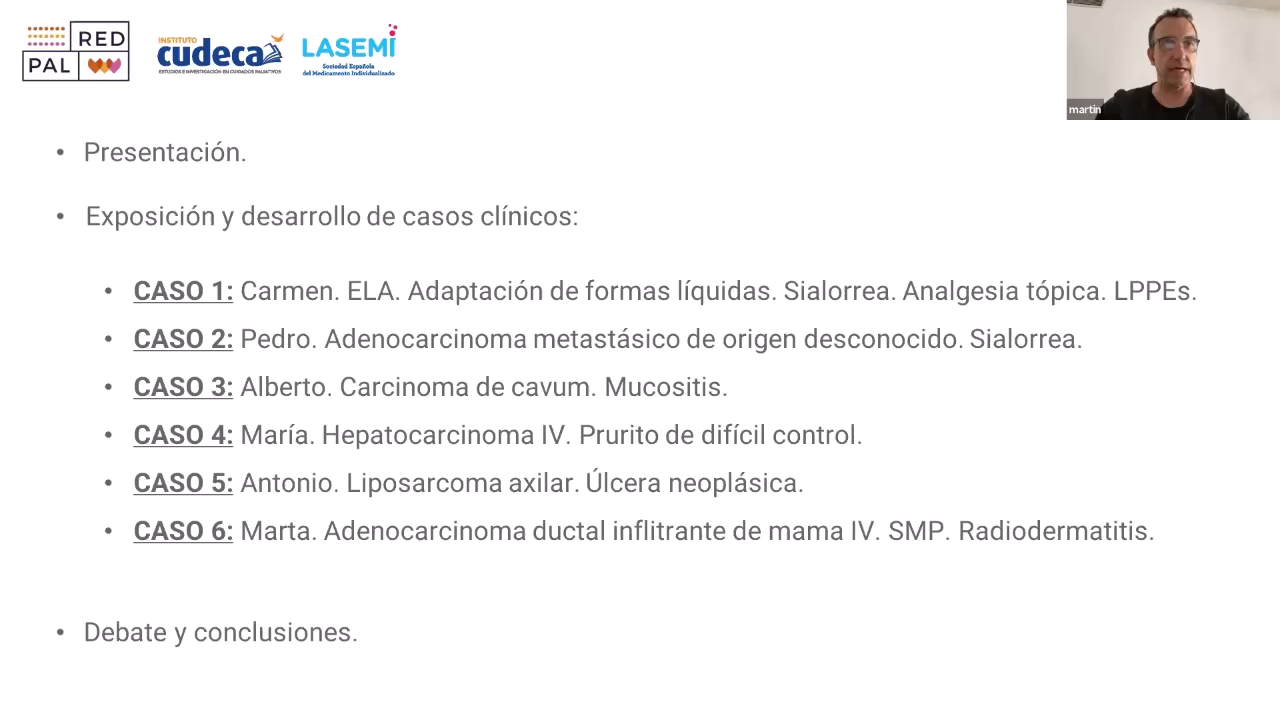 RED
PAL
INSTITUTO
cudeca
ESTUDIOS E INVESTIGACIÓN EN CUIDADOS PALIATIVOS
LASEMI
Sociedad Española
del Medicamento Individualizado
martin
• Presentación.
• Exposición y desarrollo de casos clínicos:
• CASO 1: Carmen. ELA. Adaptación de formas líquidas. Sialorrea. Analgesia tópica. LPPEs.
• CASO 2: Pedro. Adenocarcinoma metastásico de origen desconocido. Sialorrea.
• CASO 3: Alberto. Carcinoma de cavum. Mucositis.
• CASO 4: María. Hepatocarcinoma IV. Prurito de difícil control.
• CASO 5: Antonio. Liposarcoma axilar. Úlcera neoplásica.
• CASO 6: Marta. Adenocarcinoma ductal inflitrante de mama IV. SMP. Radiodermatitis.
• Debate y conclusiones.